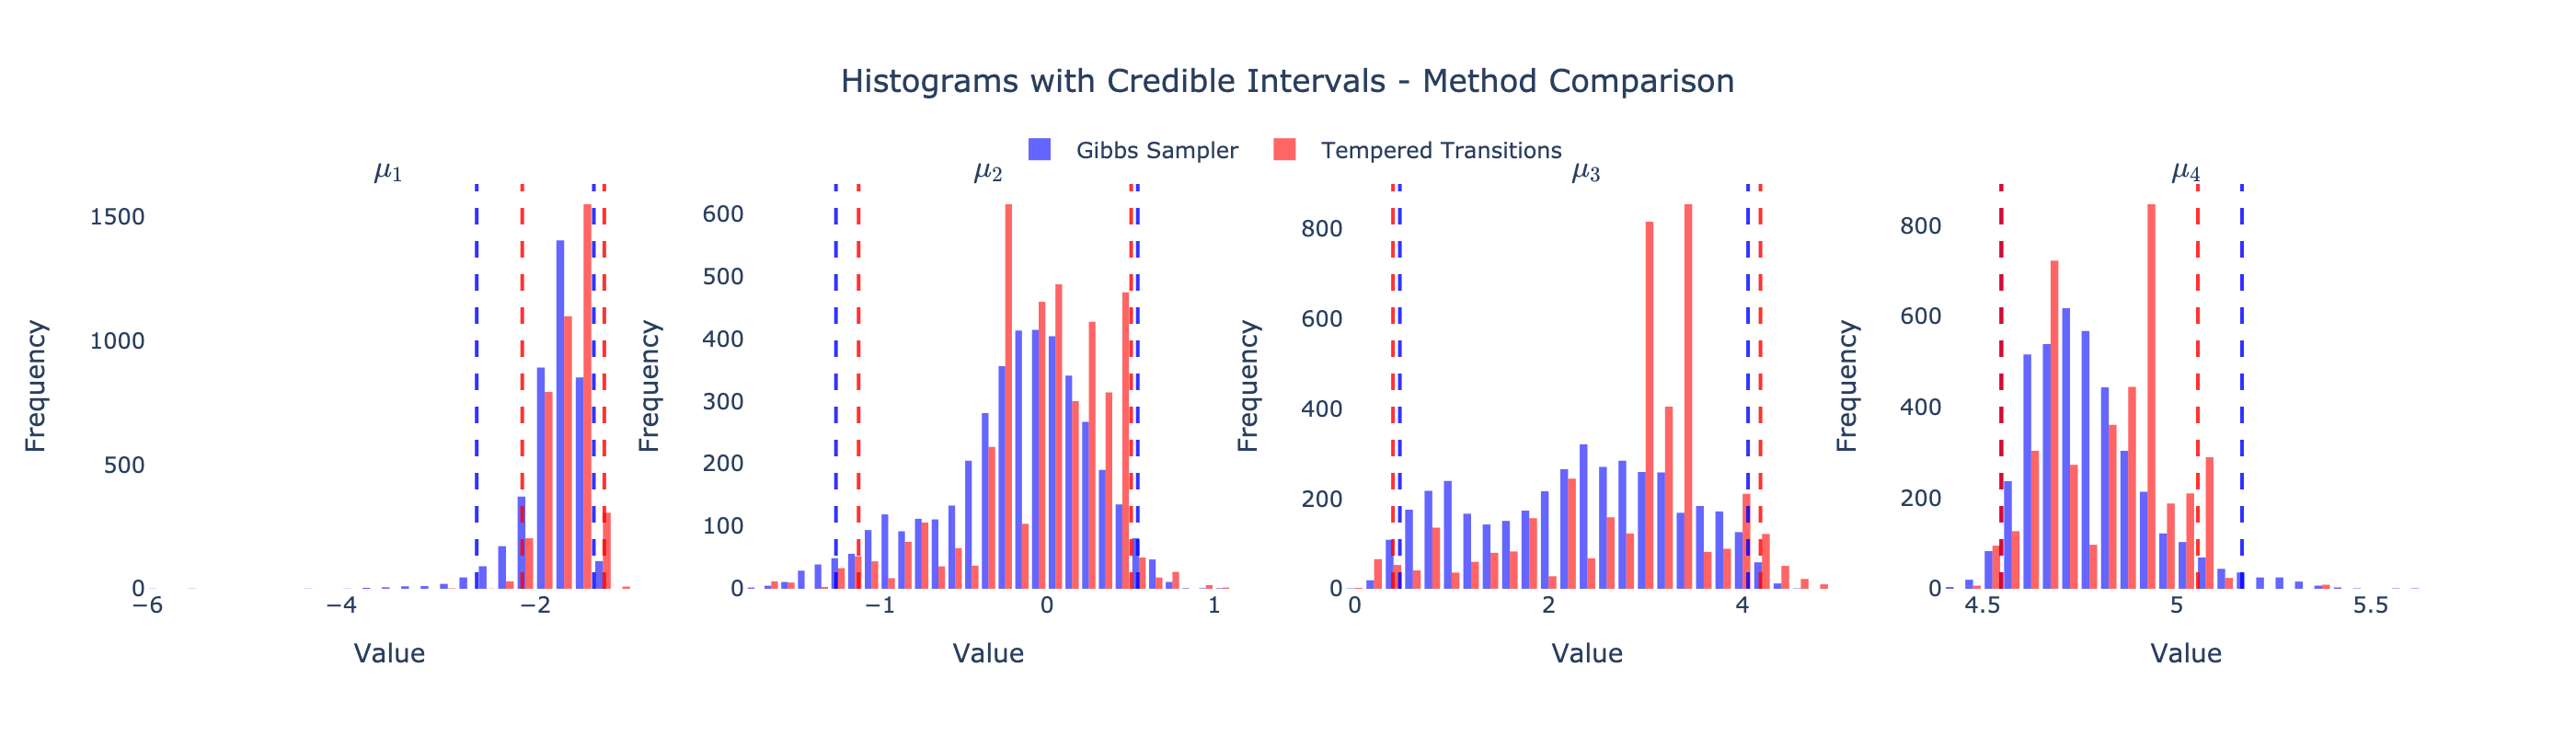 Histograms with Credible Intervals - Method Comparison
Gibbs Sampler Tempered Transitions
μ1 μ2 μ3 μ4
Frequency
1500
1000
500
0
−6 −4 −2
Value
Frequency
600
500
400
300
200
100
0
−1 0 1
Value
Frequency
800
600
400
200
0
0 2 4
Value
Frequency
800
600
400
200
0
4.5 5 5.5
Value